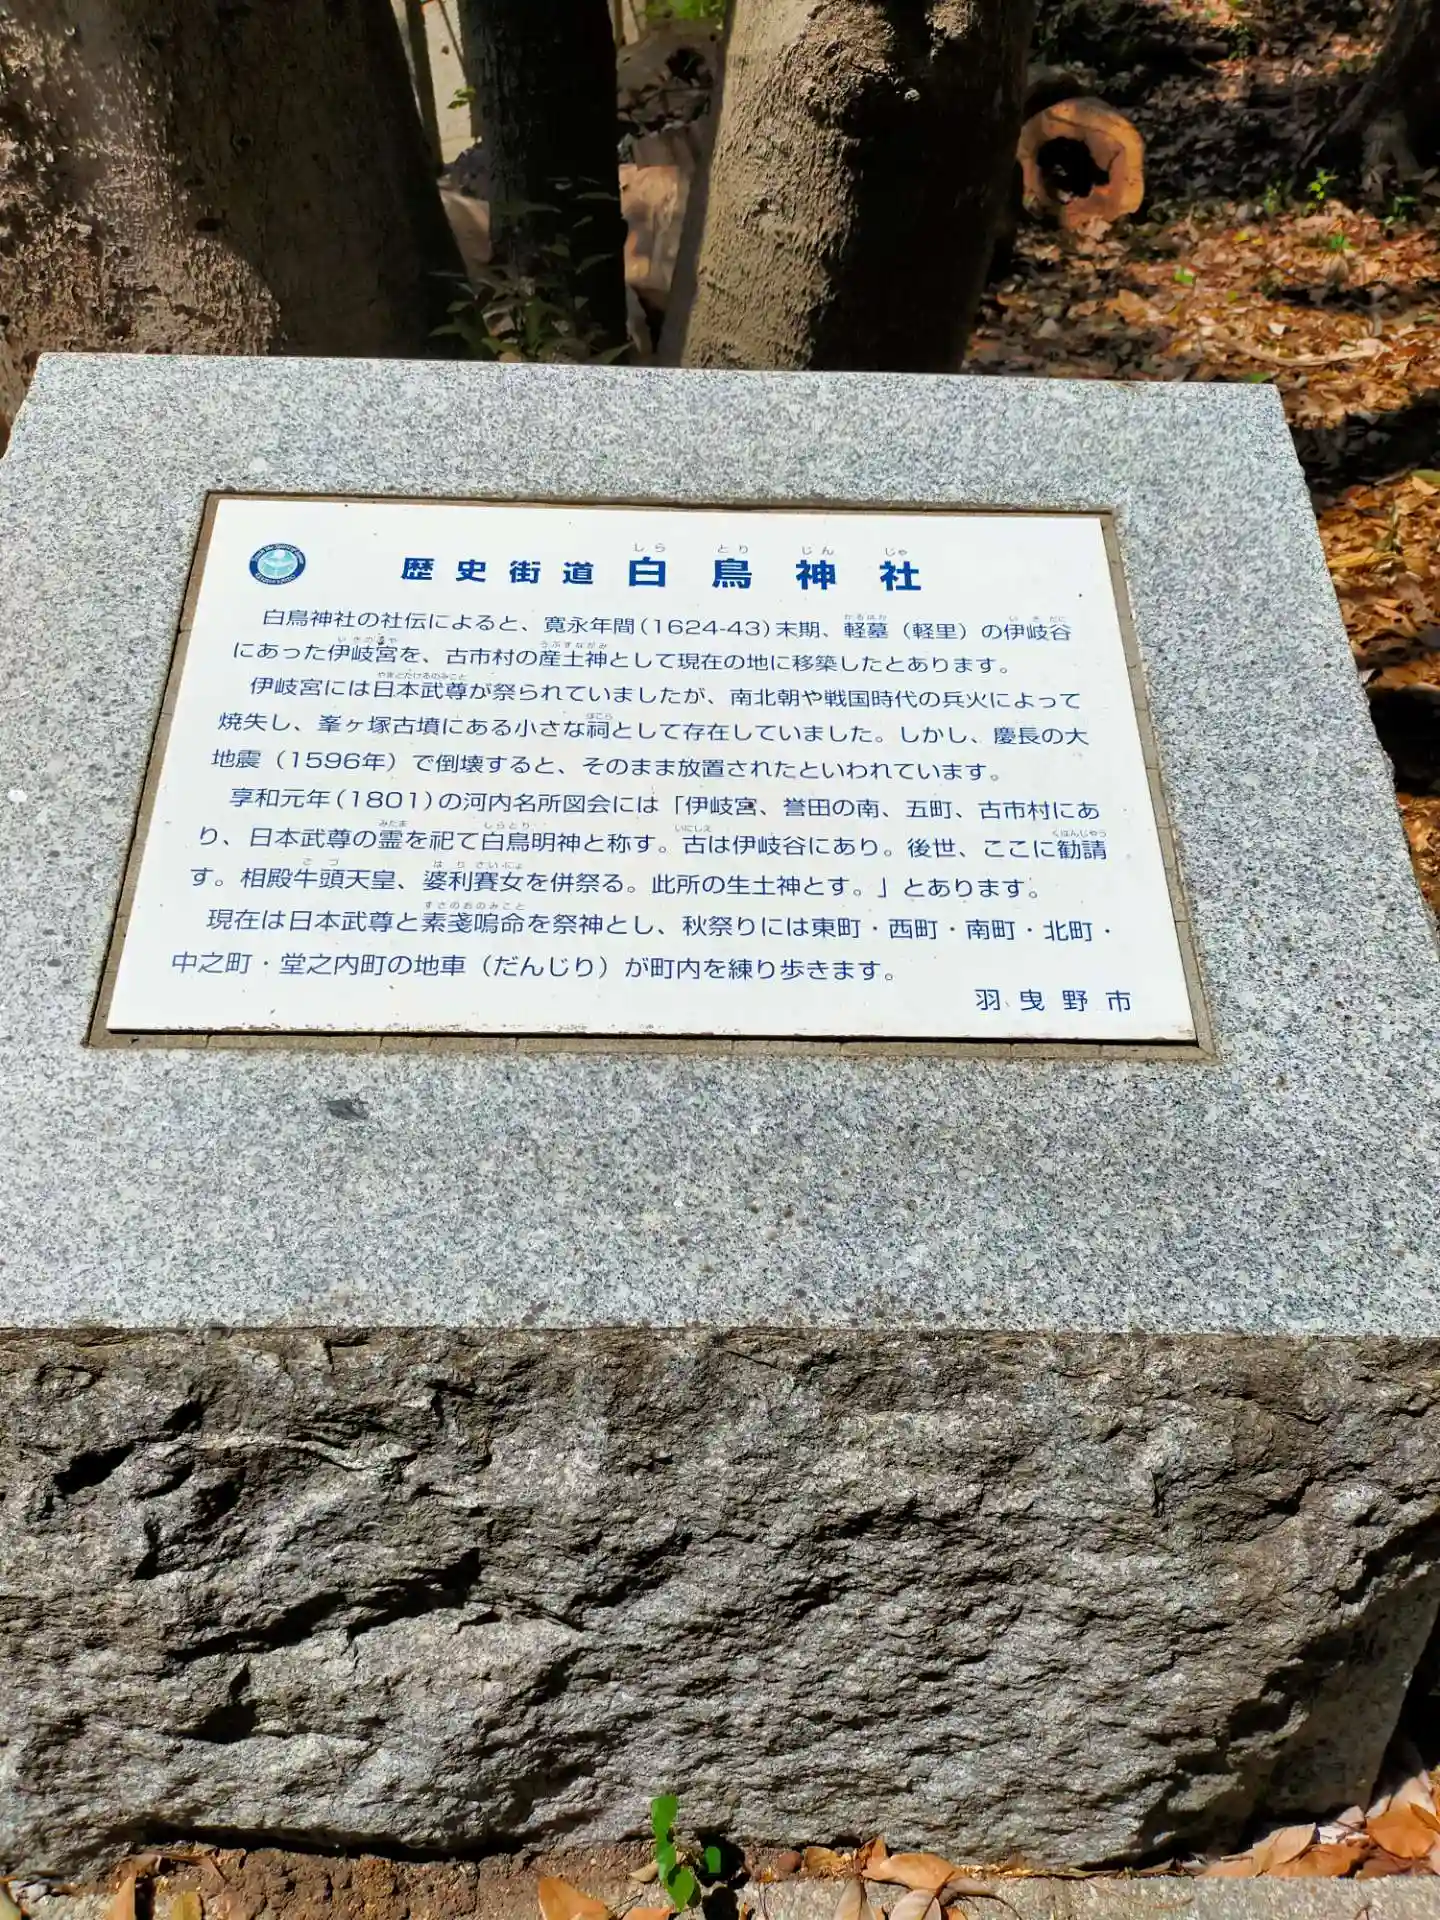 歴史街道 白鳥神社
白鳥神社の社伝によると、寛永年間(1624-43)末期、軽墓（軽里）の伊岐谷
にあった伊岐宮を、古市村の産土神として現在の地に移築したとあります。
伊岐宮には日本武尊が祭られていましたが、南北朝や戦国時代の兵火によって
焼失し、峯ヶ塚古墳にある小さな祠として存在していました。しかし、慶長の大
地震（1596年）で倒壊すると、そのまま放置されたといわれています。
享和元年(1801)の河内名所図会には「伊岐宮、誉田の南、五町、古市村にあ
り、日本武尊の霊を祀て白鳥明神と称す。古は伊岐谷にあり。後世、ここに勧請
す。相殿牛頭天皇、婆利賽女を併祭る。此所の生土神とす。」とあります。
現在は日本武尊と素戔嗚命を祭神とし、秋祭りには東町・西町・南町・北町・
中之町・堂之内町の地車（だんじり）が町内を練り歩きます。
羽曳野市